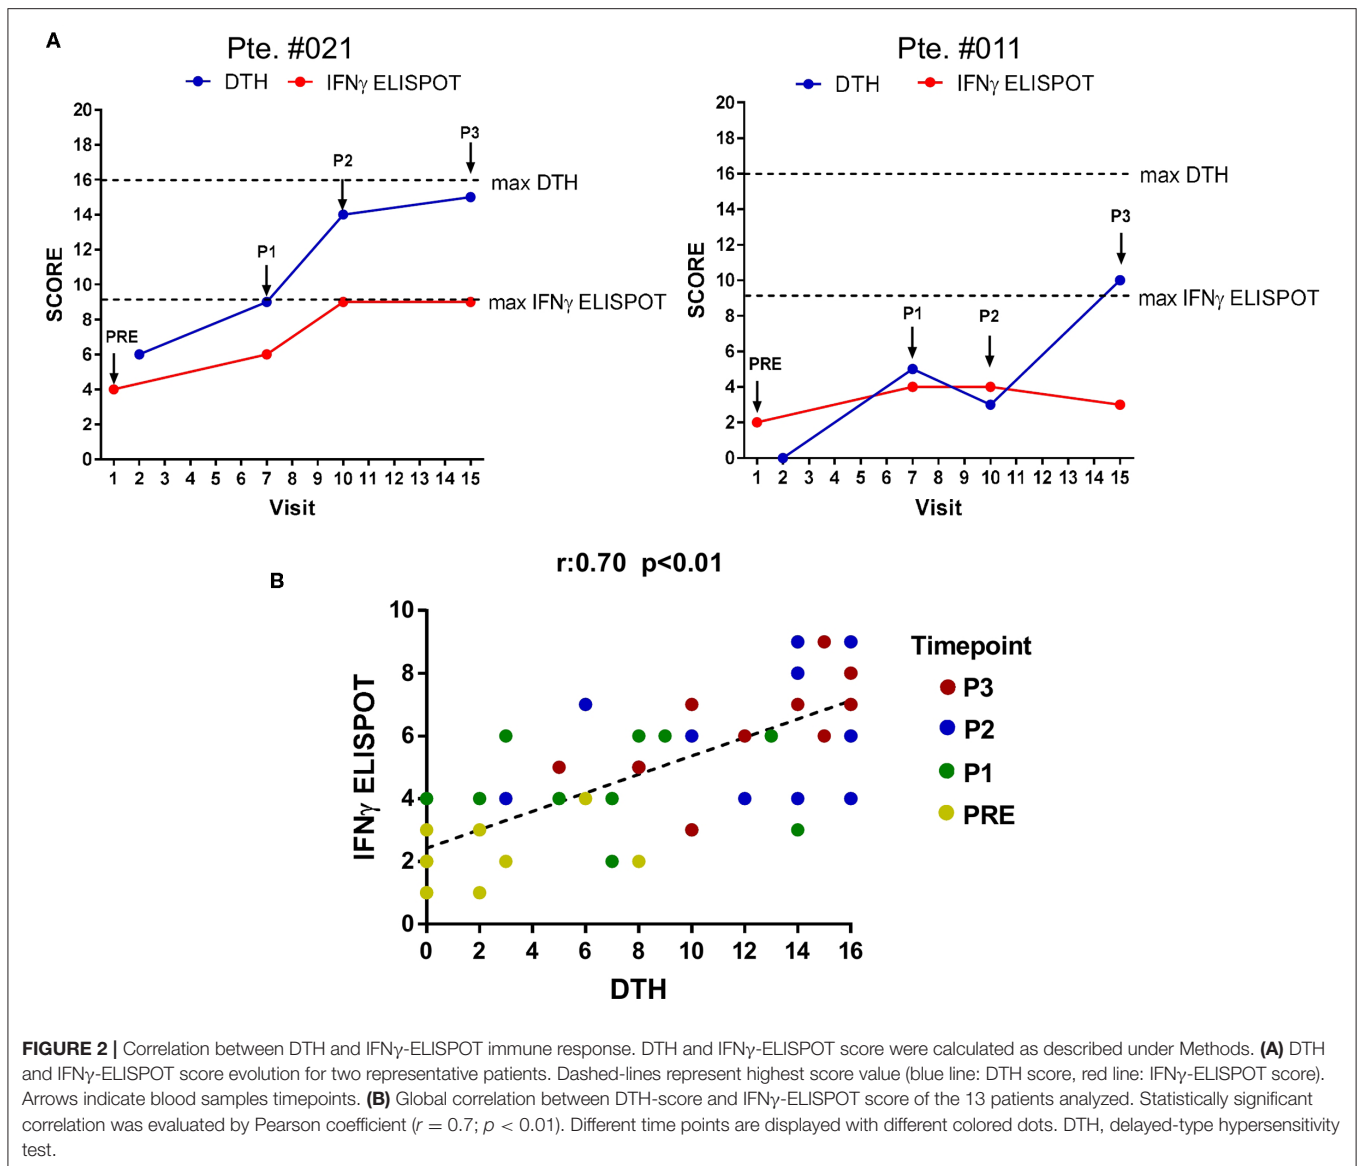 A
Pte. #021
DTH IFNγ ELISPOT
20
18
16
14
12
10
8
6
4
2
0
SCORE
PRE
P1
P2
P3
max DTH
max IFNγ ELISPOT
1 2 3 4 5 6 7 8 9 10 11 12 13 14 15
Visit
Pte. #011
DTH IFNγ ELISPOT
20
18
16
14
12
10
8
6
4
2
0
SCORE
PRE
P1
P2
P3
max DTH
max IFNγ ELISPOT
1 2 3 4 5 6 7 8 9 10 11 12 13 14 15
Visit
B
r:0.70 p<0.01
10
8
6
4
2
0
IFNγ ELISPOT
0 2 4 6 8 10 12 14 16
DTH
Timepoint
P3
P2
P1
PRE
FIGURE 2 | Correlation between DTH and IFNγ-ELISPOT immune response. DTH and IFNγ-ELISPOT score were calculated as described under Methods. (A) DTH
and IFNγ-ELISPOT score evolution for two representative patients. Dashed-lines represent highest score value (blue line: DTH score, red line: IFNγ-ELISPOT score).
Arrows indicate blood samples timepoints. (B) Global correlation between DTH-score and IFNγ-ELISPOT score of the 13 patients analyzed. Statistically significant
correlation was evaluated by Pearson coefficient (r = 0.7; p < 0.01). Different time points are displayed with different colored dots. DTH, delayed-type hypersensitivity
test.